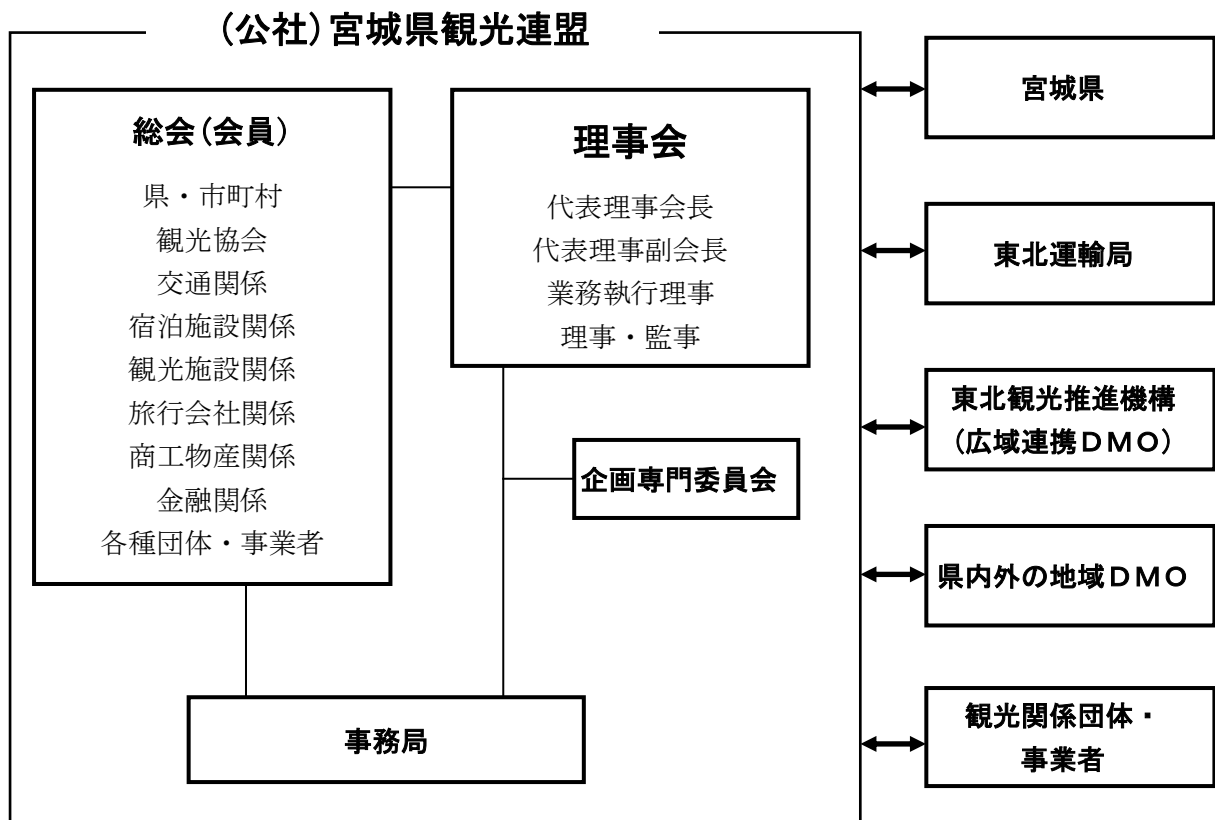 (公社)宮城県観光連盟
総会(会員)
県・市町村
観光協会
交通関係
宿泊施設関係
観光施設関係
旅行会社関係
商工物産関係
金融関係
各種団体・事業者
理事会
代表理事会長
代表理事副会長
業務執行理事
理事・監事
企画専門委員会
事務局
宮城県
東北運輸局
東北観光推進機構
(広域連携DMO)
県内外の地域DMO
観光関係団体・
事業者